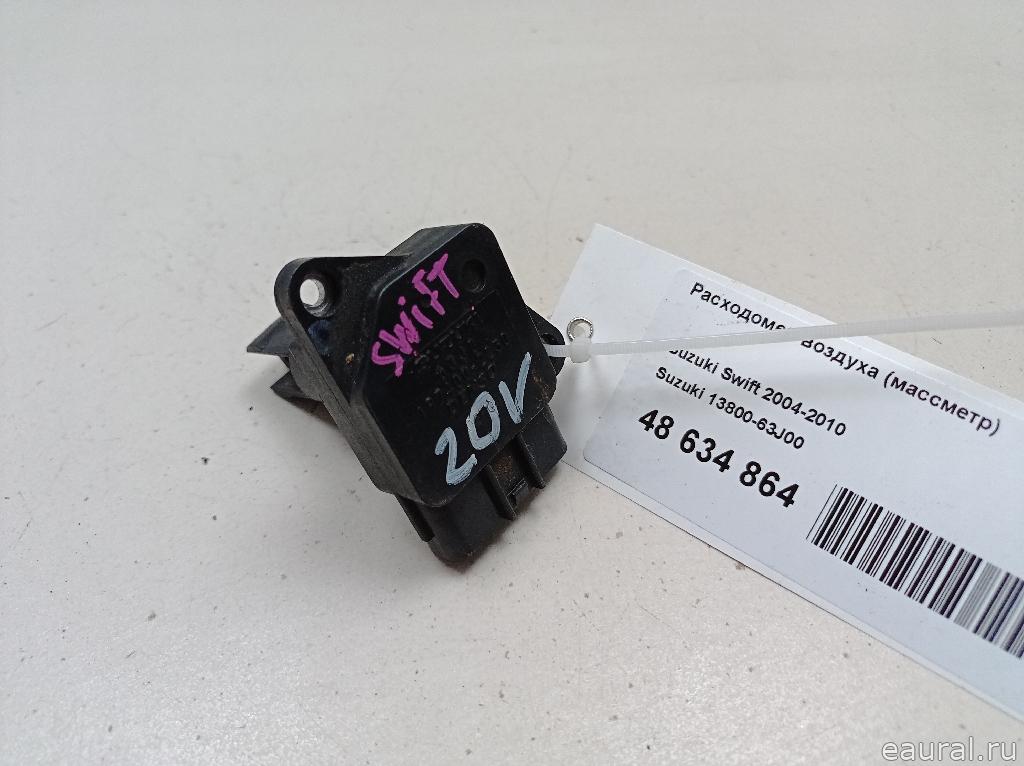 SWIFT
20V
Расходомер воздуха (массметр)
Suzuki Swift 2004-2010
Suzuki 13800-63J00
48 634 864
eaural.ru